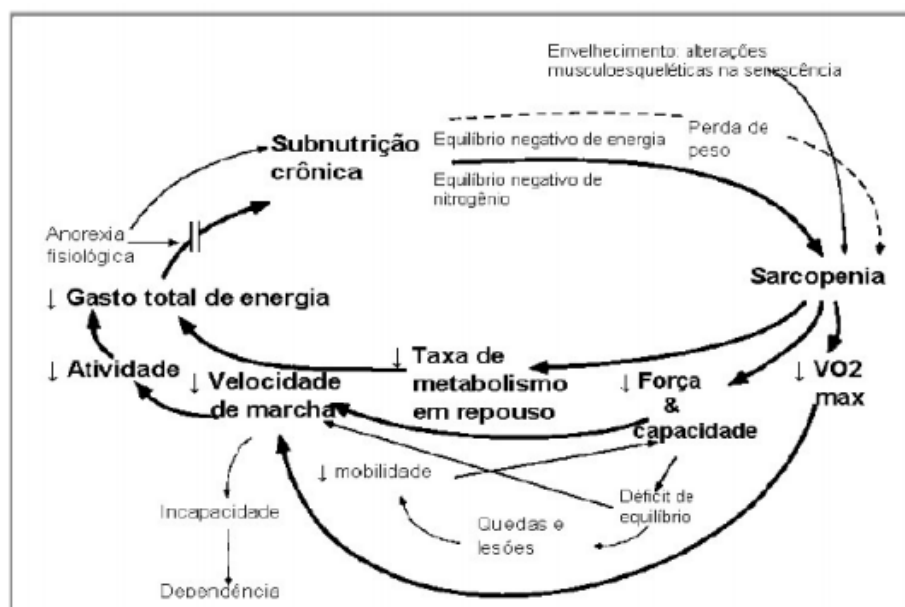 Envelhecimento: alterações
musculoesqueléticas na senescência
Subnutrição
crônica
Equilíbrio negativo de energia
Perda de
peso
Equilíbrio negativo de
nitrogênio
Anorexia
fisiológica
Sarcopenia
↓ Gasto total de energia
↓ Atividade
↓ Velocidade
de marcha
↓ Taxa de
metabolismo
em repouso
↓ Força
&
capacidade
↓ VO2
max
↓ mobilidade
Déficit de
equilíbrio
Quedas e
lesões
Incapacidade
Dependência